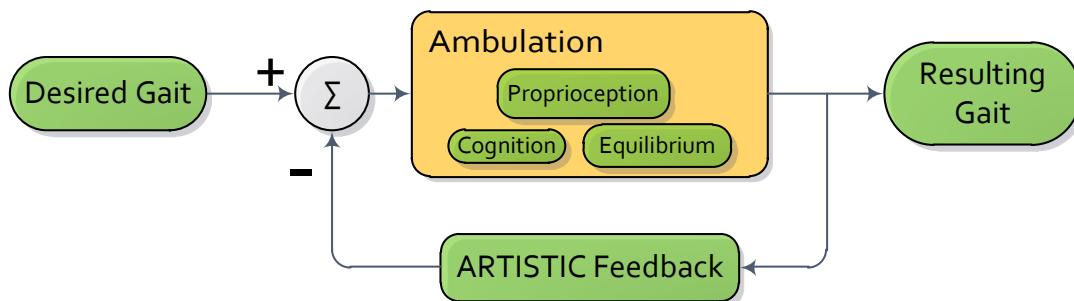 Ambulation
Desired Gait
+
Σ
Proprioception
Cognition
Equilibrium
Resulting
Gait
-
ARTISTIC Feedback